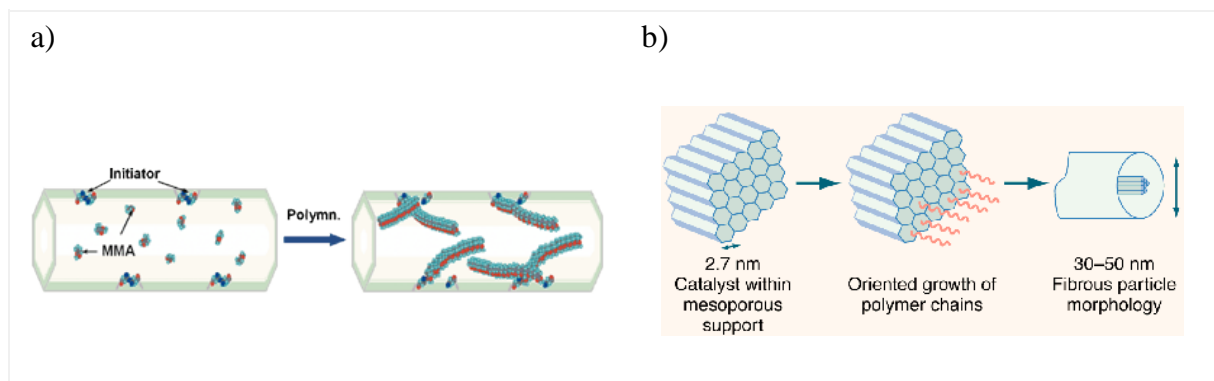 a)
b)
Initiator
MMA
Polymn.
2.7 nm
Catalyst within
mesoporous
support
Oriented growth of
polymer chains
30–50 nm
Fibrous particle
morphology